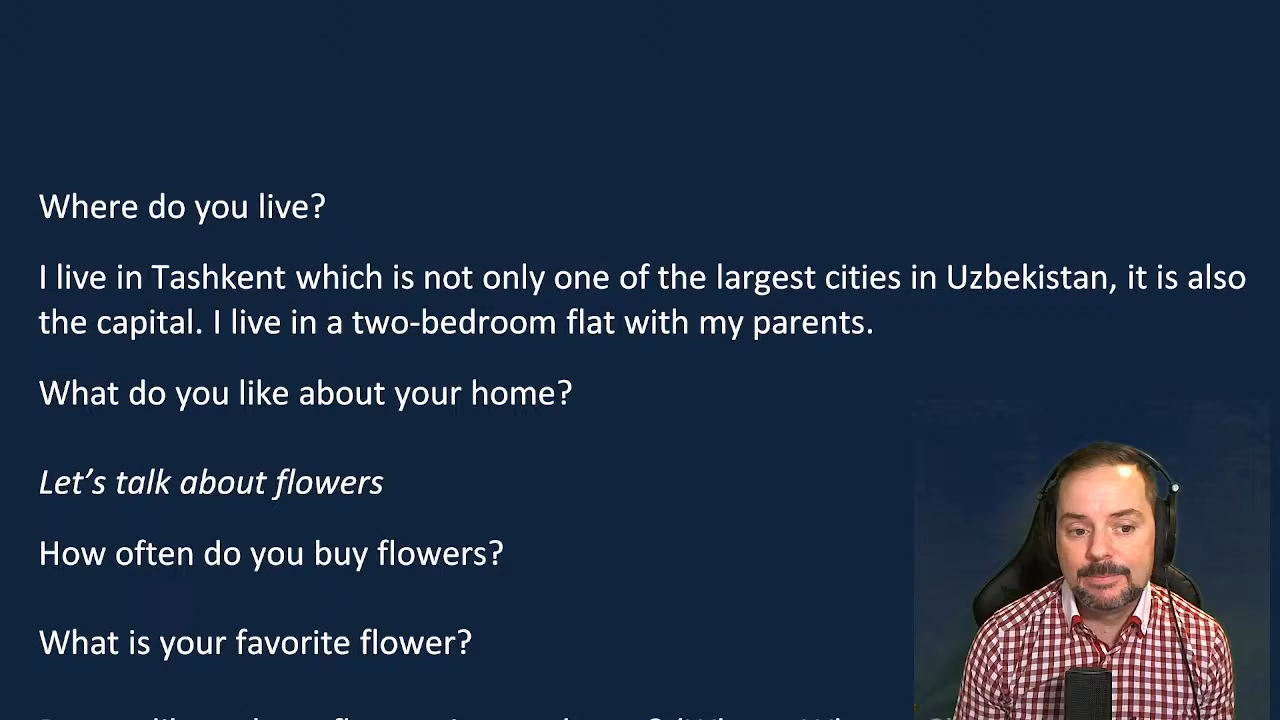 Where do you live?
I live in Tashkent which is not only one of the largest cities in Uzbekistan, it is also
the capital. I live in a two-bedroom flat with my parents.
What do you like about your home?
Let’s talk about flowers
How often do you buy flowers?
What is your favorite flower?